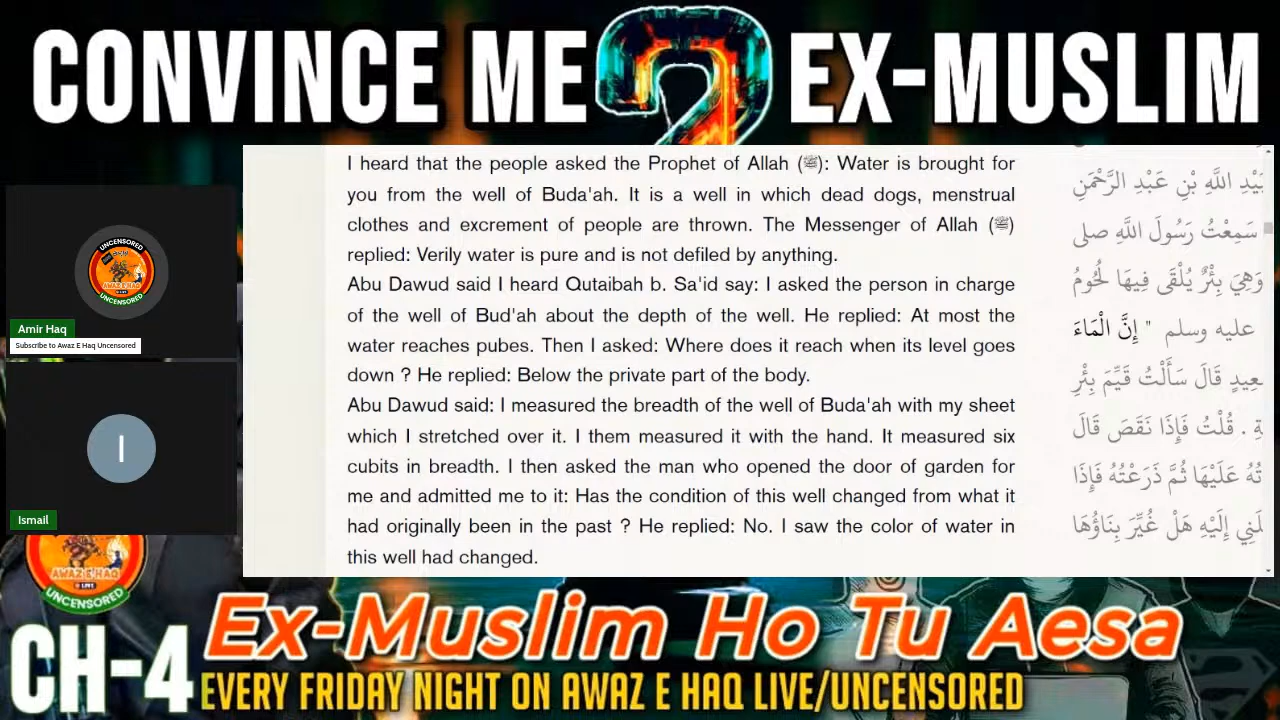 CONVINCE ME 2 EX-MUSLIM
I heard that the people asked the Prophet of Allah (ﷺ): Water is brought for
you from the well of Buda'ah. It is a well in which dead dogs, menstrual
clothes and excrement of people are thrown. The Messenger of Allah (ﷺ)
replied: Verily water is pure and is not defiled by anything.
Abu Dawud said I heard Qutaibah b. Sa'id say: I asked the person in charge
of the well of Bud'ah about the depth of the well. He replied: At most the
water reaches pubes. Then I asked: Where does it reach when its level goes
down ? He replied: Below the private part of the body.
Abu Dawud said: I measured the breadth of the well of Buda'ah with my sheet
which I stretched over it. I them measured it with the hand. It measured six
cubits in breadth. I then asked the man who opened the door of garden for
me and admitted me to it: Has the condition of this well changed from what it
had originally been in the past ? He replied: No. I saw the color of water in
this well had changed.
بَيْدِ اللَّهِ بْنِ عَبْدِ الرَّحْمَنِ
سَمِعْتُ رَسُولَ اللَّهِ صلى
وَهِيَ بِئْرٌ يُلْقَى فِيهَا لُحُومُ
عليه وسلم " إِنَّ الْمَاءَ
عِيدٍ قَالَ سَأَلْتُ قَيِّمَ بِئْرِ
ةِ . قُلْتُ فَإِذَا نَقَصَ قَالَ
تُهُ عَلَيْهَا ثُمَّ ذَرَعْتُهُ فَإِذَا
لَنِي إِلَيْهِ هَلْ غُيِّرَ بِنَاؤُهَا
UNCENSORED
AWAZ E HAQ
LIVE
UNCENSORED
Amir Haq
Subscribe to Awaz E Haq Uncensored
I
Ismail
AWAZ E HAQ
LIVE
UNCENSORED
CH-4
Ex-Muslim Ho Tu Aesa
EVERY FRIDAY NIGHT ON AWAZ E HAQ LIVE/UNCENSORED